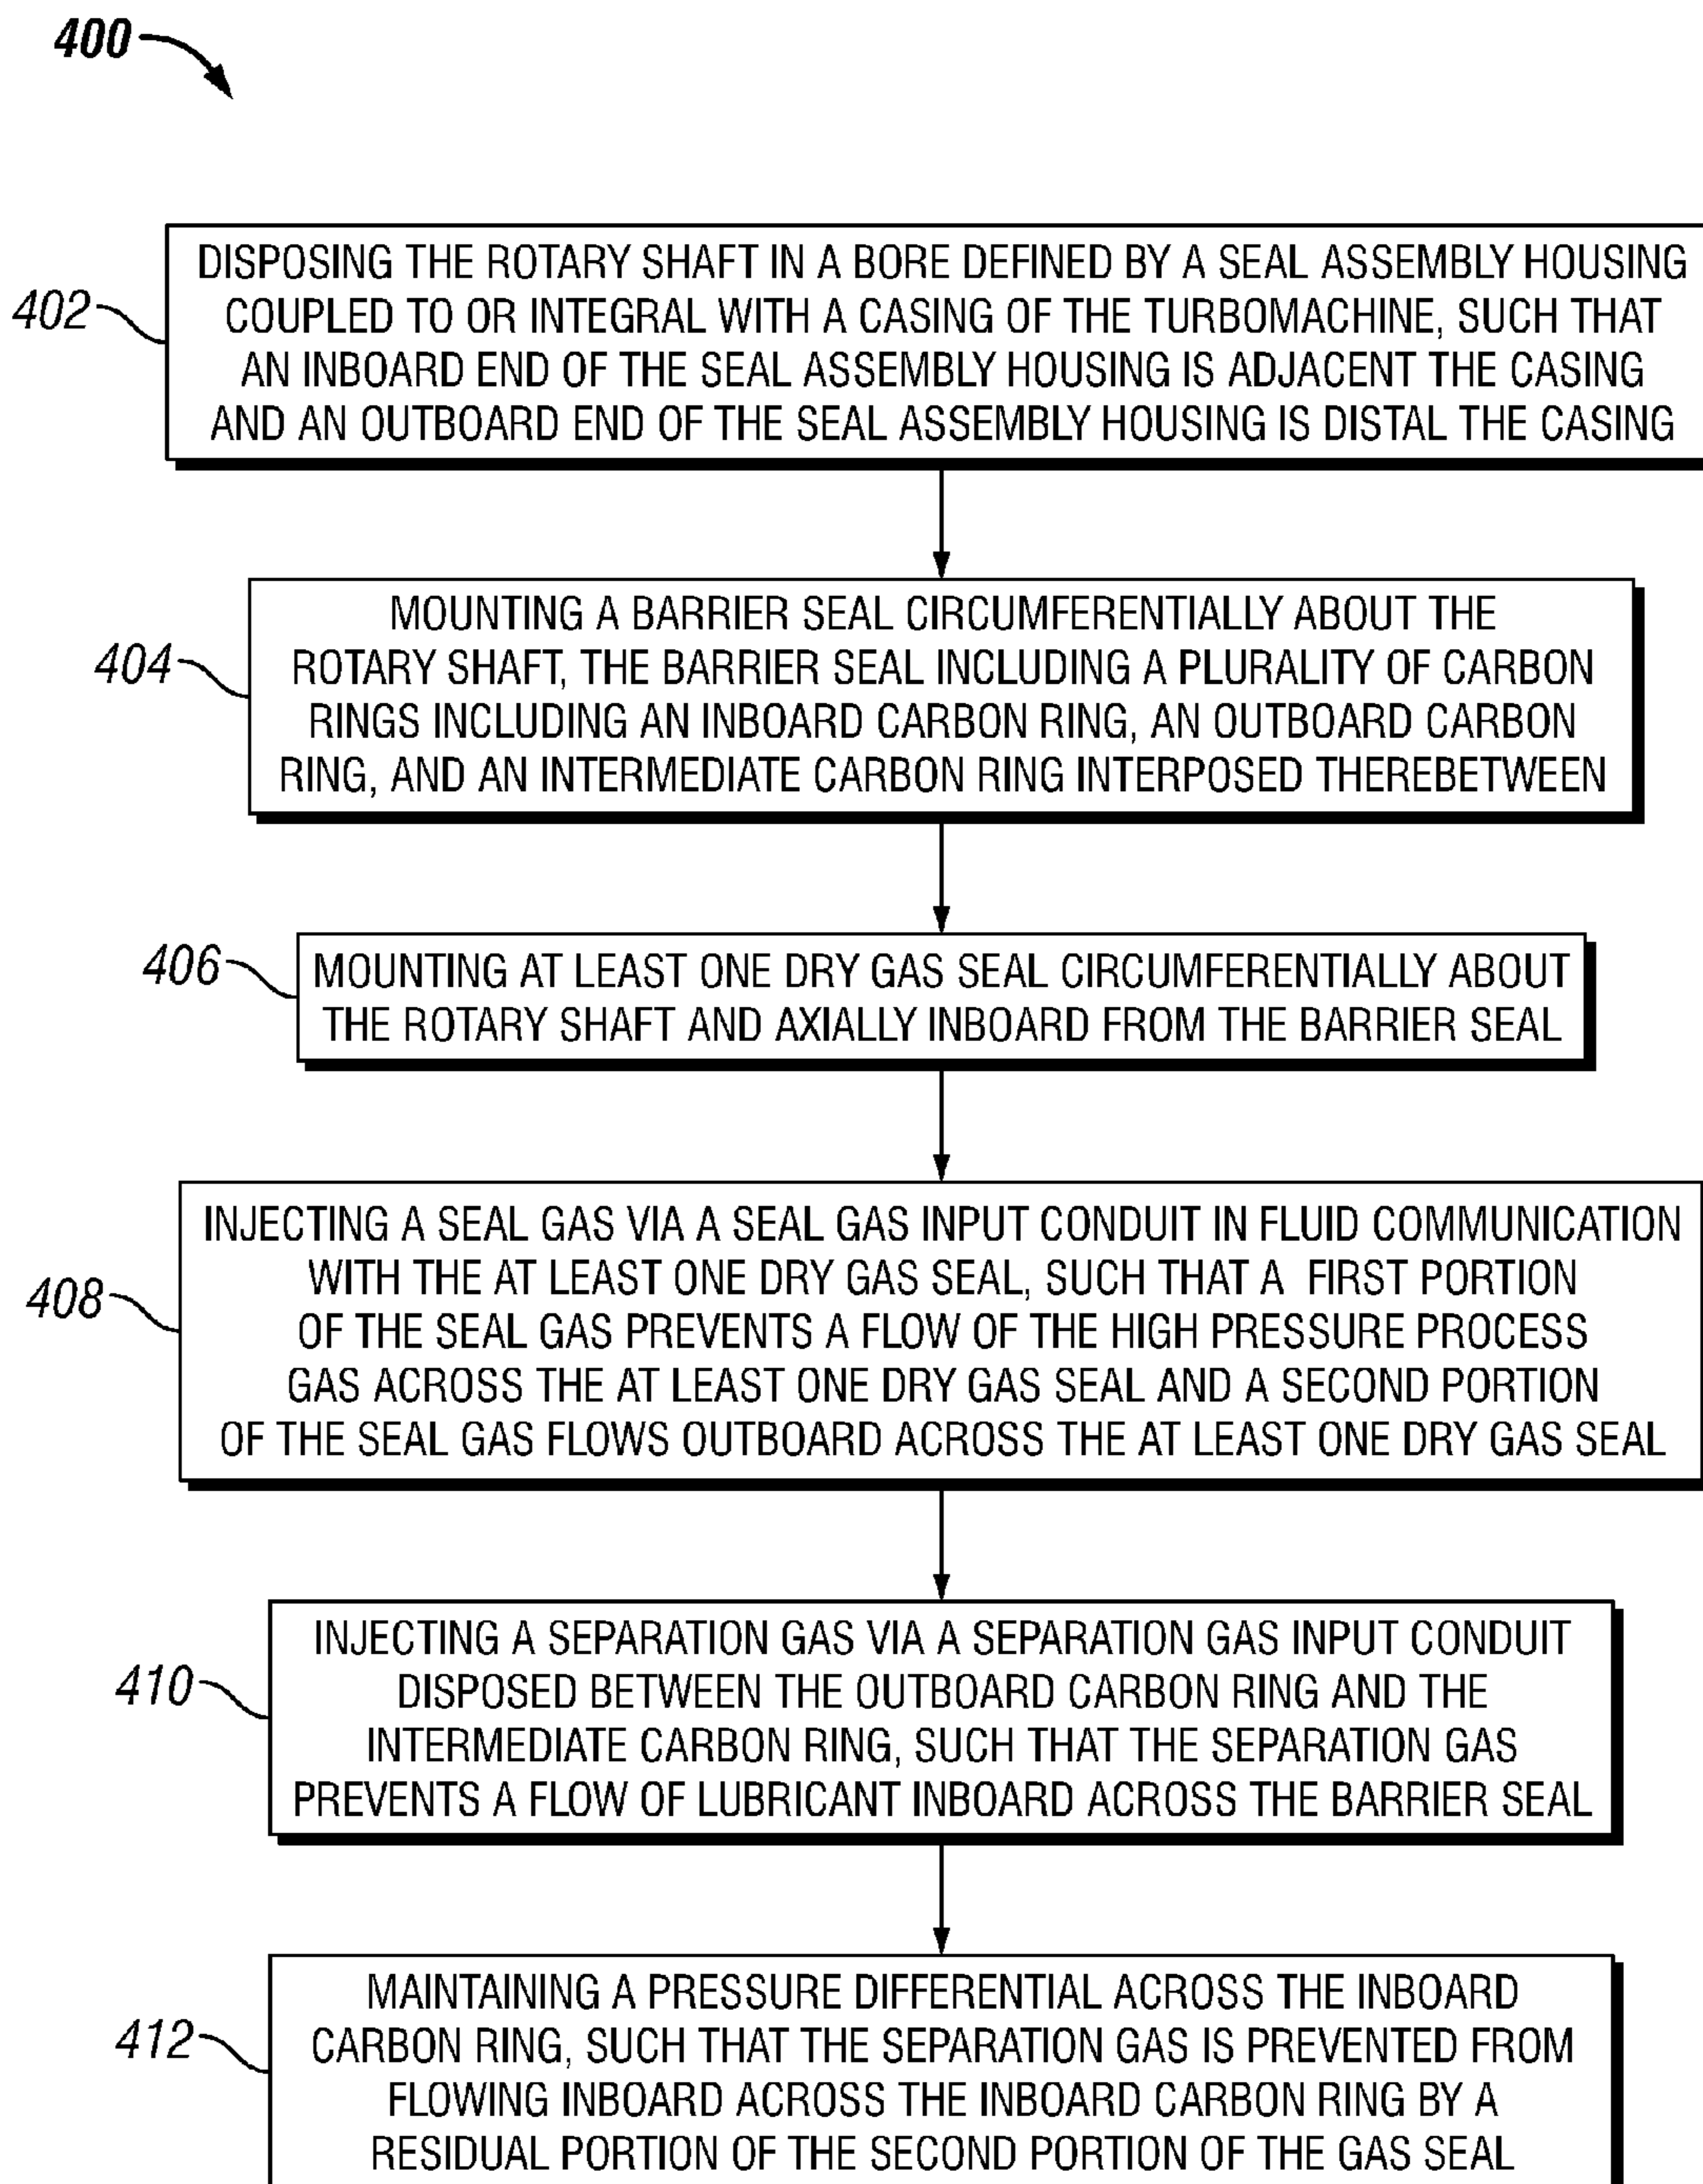 400
402
DISPOSING THE ROTARY SHAFT IN A BORE DEFINED BY A SEAL ASSEMBLY HOUSING
COUPLED TO OR INTEGRAL WITH A CASING OF THE TURBOMACHINE, SUCH THAT
AN INBOARD END OF THE SEAL ASSEMBLY HOUSING IS ADJACENT THE CASING
AND AN OUTBOARD END OF THE SEAL ASSEMBLY HOUSING IS DISTAL THE CASING
404
MOUNTING A BARRIER SEAL CIRCUMFERENTIALLY ABOUT THE
ROTARY SHAFT, THE BARRIER SEAL INCLUDING A PLURALITY OF CARBON
RINGS INCLUDING AN INBOARD CARBON RING, AN OUTBOARD CARBON
RING, AND AN INTERMEDIATE CARBON RING INTERPOSED THEREBETWEEN
406
MOUNTING AT LEAST ONE DRY GAS SEAL CIRCUMFERENTIALLY ABOUT
THE ROTARY SHAFT AND AXIALLY INBOARD FROM THE BARRIER SEAL
408
INJECTING A SEAL GAS VIA A SEAL GAS INPUT CONDUIT IN FLUID COMMUNICATION
WITH THE AT LEAST ONE DRY GAS SEAL, SUCH THAT A FIRST PORTION
OF THE SEAL GAS PREVENTS A FLOW OF THE HIGH PRESSURE PROCESS
GAS ACROSS THE AT LEAST ONE DRY GAS SEAL AND A SECOND PORTION
OF THE SEAL GAS FLOWS OUTBOARD ACROSS THE AT LEAST ONE DRY GAS SEAL
410
INJECTING A SEPARATION GAS VIA A SEPARATION GAS INPUT CONDUIT
DISPOSED BETWEEN THE OUTBOARD CARBON RING AND THE
INTERMEDIATE CARBON RING, SUCH THAT THE SEPARATION GAS
PREVENTS A FLOW OF LUBRICANT INBOARD ACROSS THE BARRIER SEAL
412
MAINTAINING A PRESSURE DIFFERENTIAL ACROSS THE INBOARD
CARBON RING, SUCH THAT THE SEPARATION GAS IS PREVENTED FROM
FLOWING INBOARD ACROSS THE INBOARD CARBON RING BY A
RESIDUAL PORTION OF THE SECOND PORTION OF THE GAS SEAL